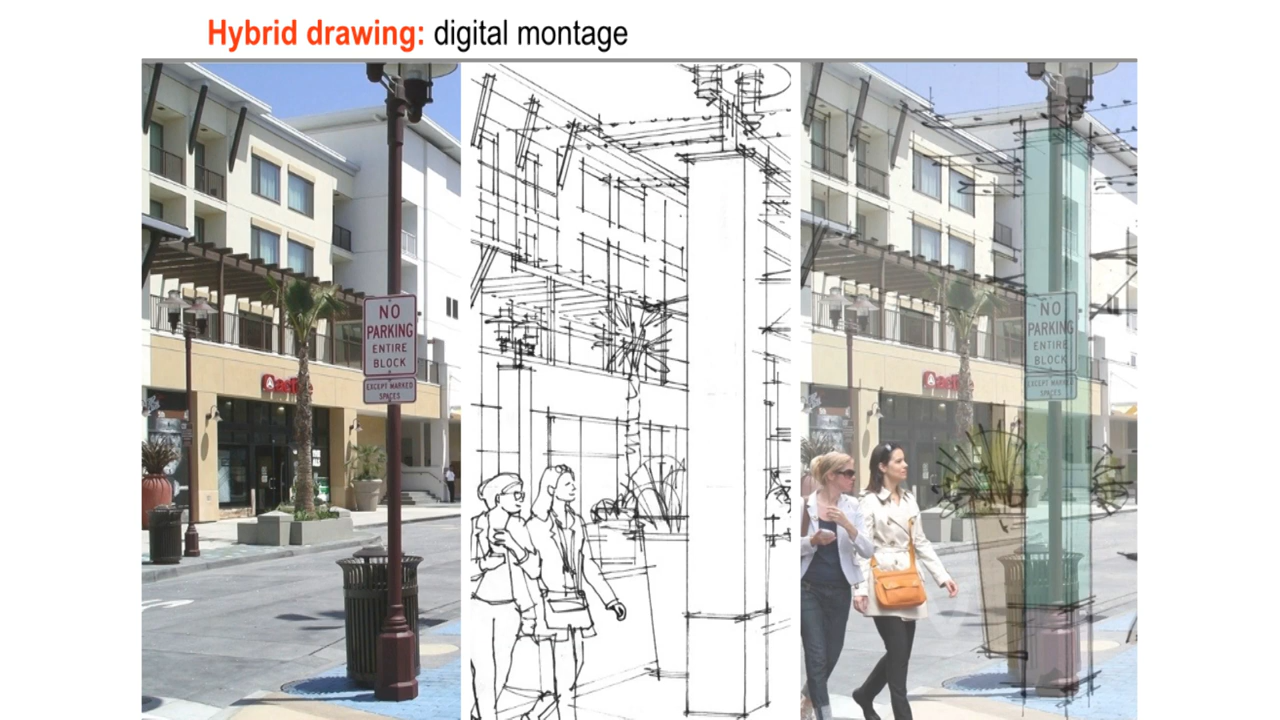 Hybrid drawing: digital montage
NO
PARKING
ENTIRE
BLOCK
EXCEPT MARKED
SPACES
NO
PARKING
ENTIRE
BLOCK
EXCEPT MARKED
SPACES